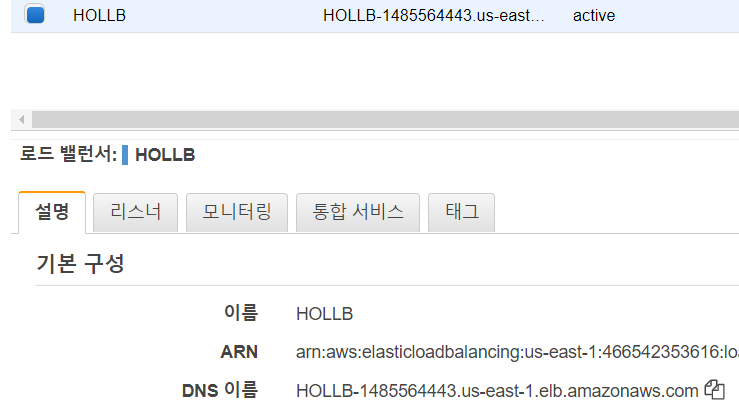 HOLLB HOLLB-1485564443.us-east... active
로드 밸런서: HOLLB
설명 리스너 모니터링 통합 서비스 태그
기본 구성
이름 HOLLB
ARN arn:aws:elasticloadbalancing:us-east-1:466542353616:loa
DNS 이름 HOLLB-1485564443.us-east-1.elb.amazonaws.com